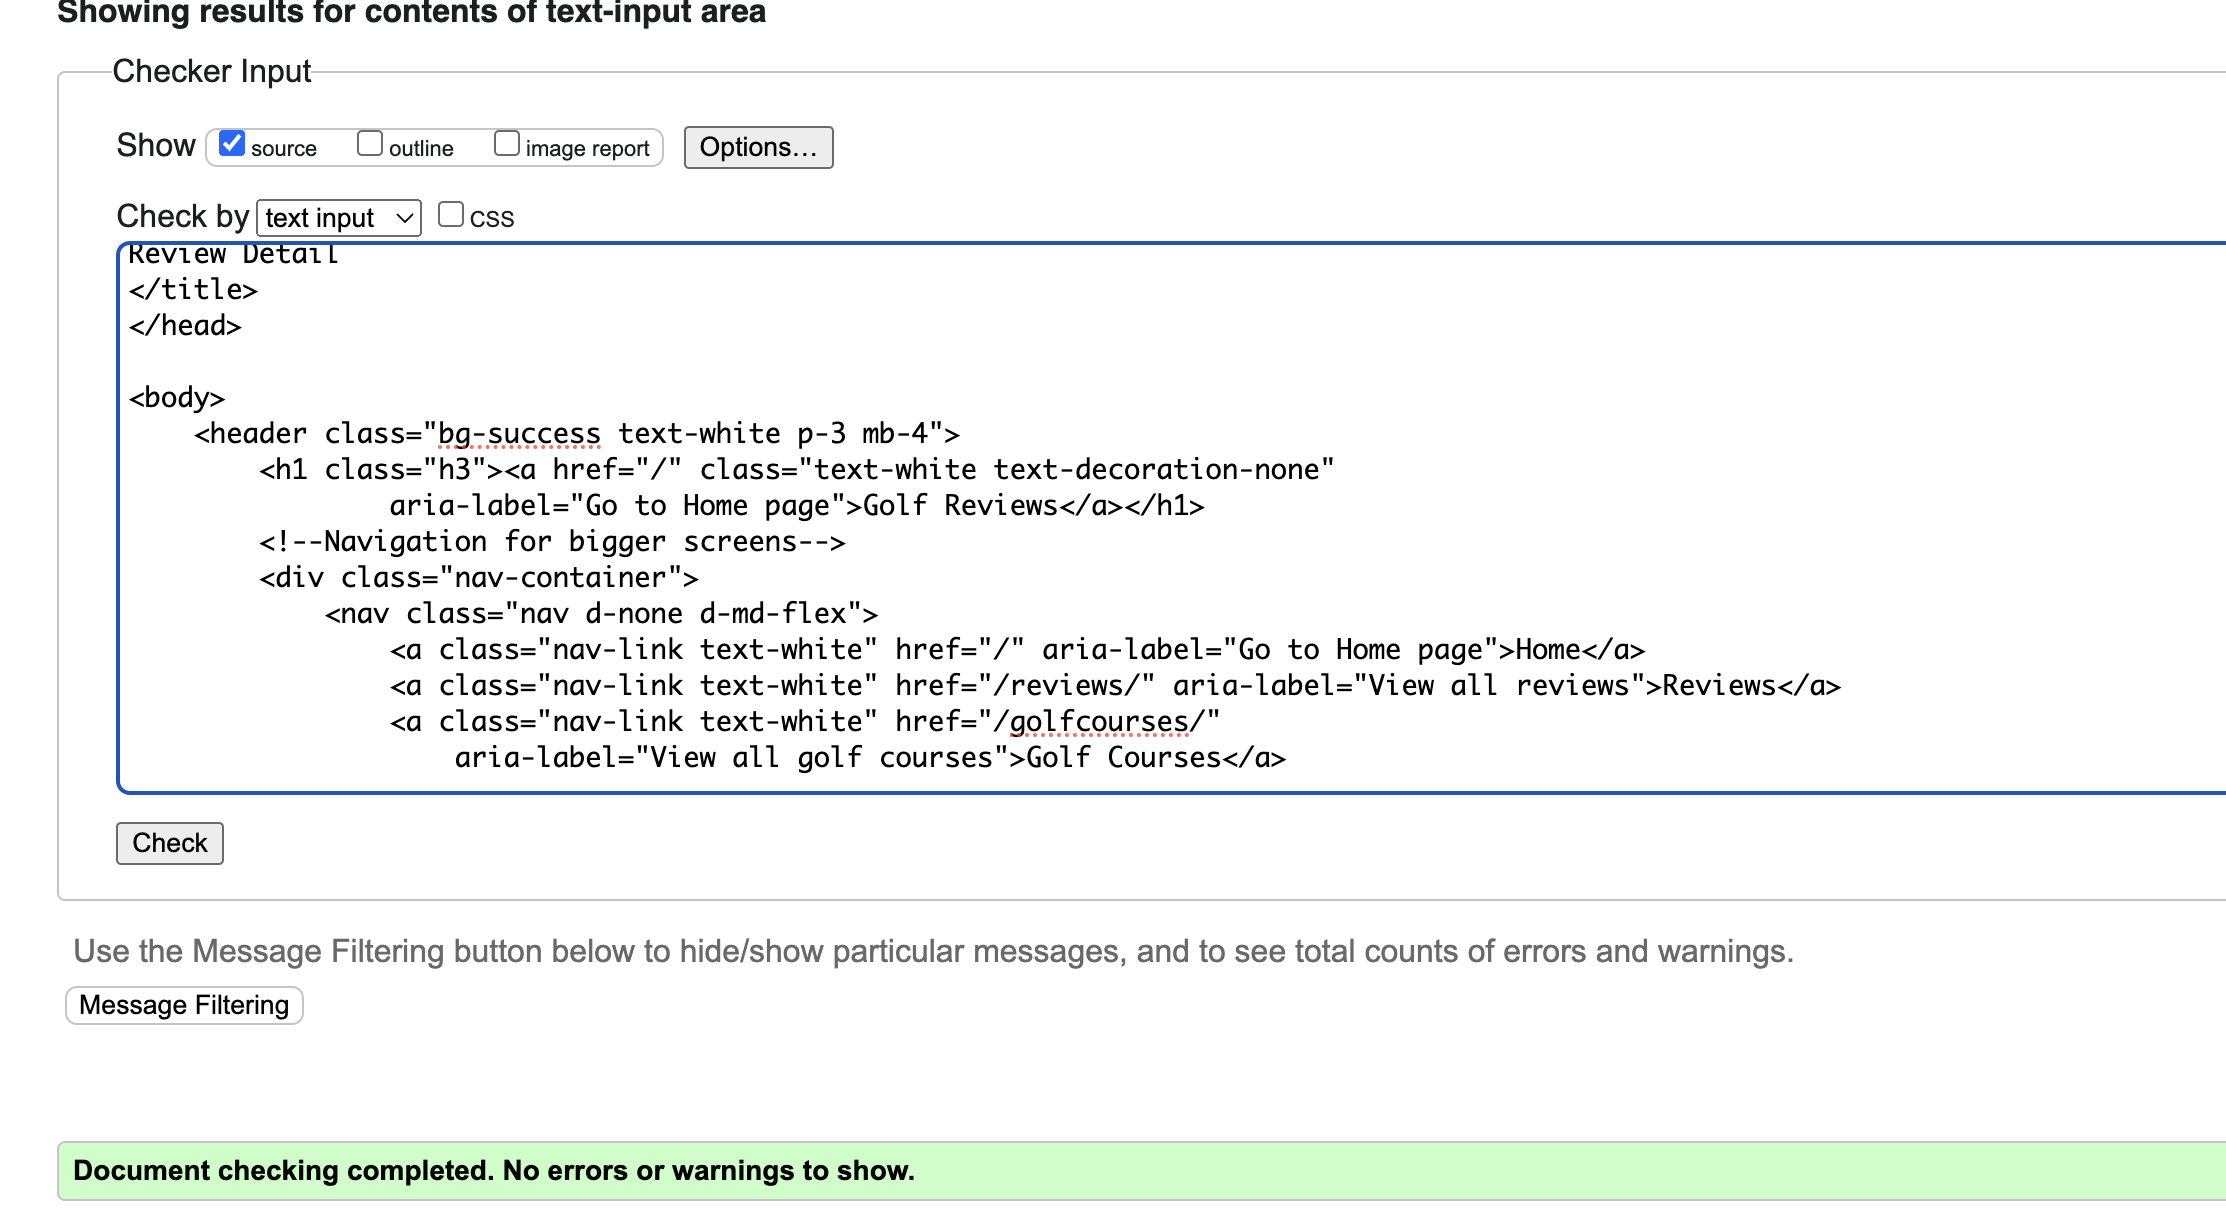 Showing results for contents of text-input area
Checker Input
Show source outline image report Options...
Check by text input CSS
Review Detail
</title>
</head>
<body>
<header class="bg-success text-white p-3 mb-4">
<h1 class="h3"><a href="/" class="text-white text-decoration-none"
aria-label="Go to Home page">Golf Reviews</a></h1>
<!--Navigation for bigger screens-->
<div class="nav-container">
<nav class="nav d-none d-md-flex">
<a class="nav-link text-white" href="/" aria-label="Go to Home page">Home</a>
<a class="nav-link text-white" href="/reviews/" aria-label="View all reviews">Reviews</a>
<a class="nav-link text-white" href="/golfcourses/"
aria-label="View all golf courses">Golf Courses</a>
Check
Use the Message Filtering button below to hide/show particular messages, and to see total counts of errors and warnings.
Message Filtering
Document checking completed. No errors or warnings to show.